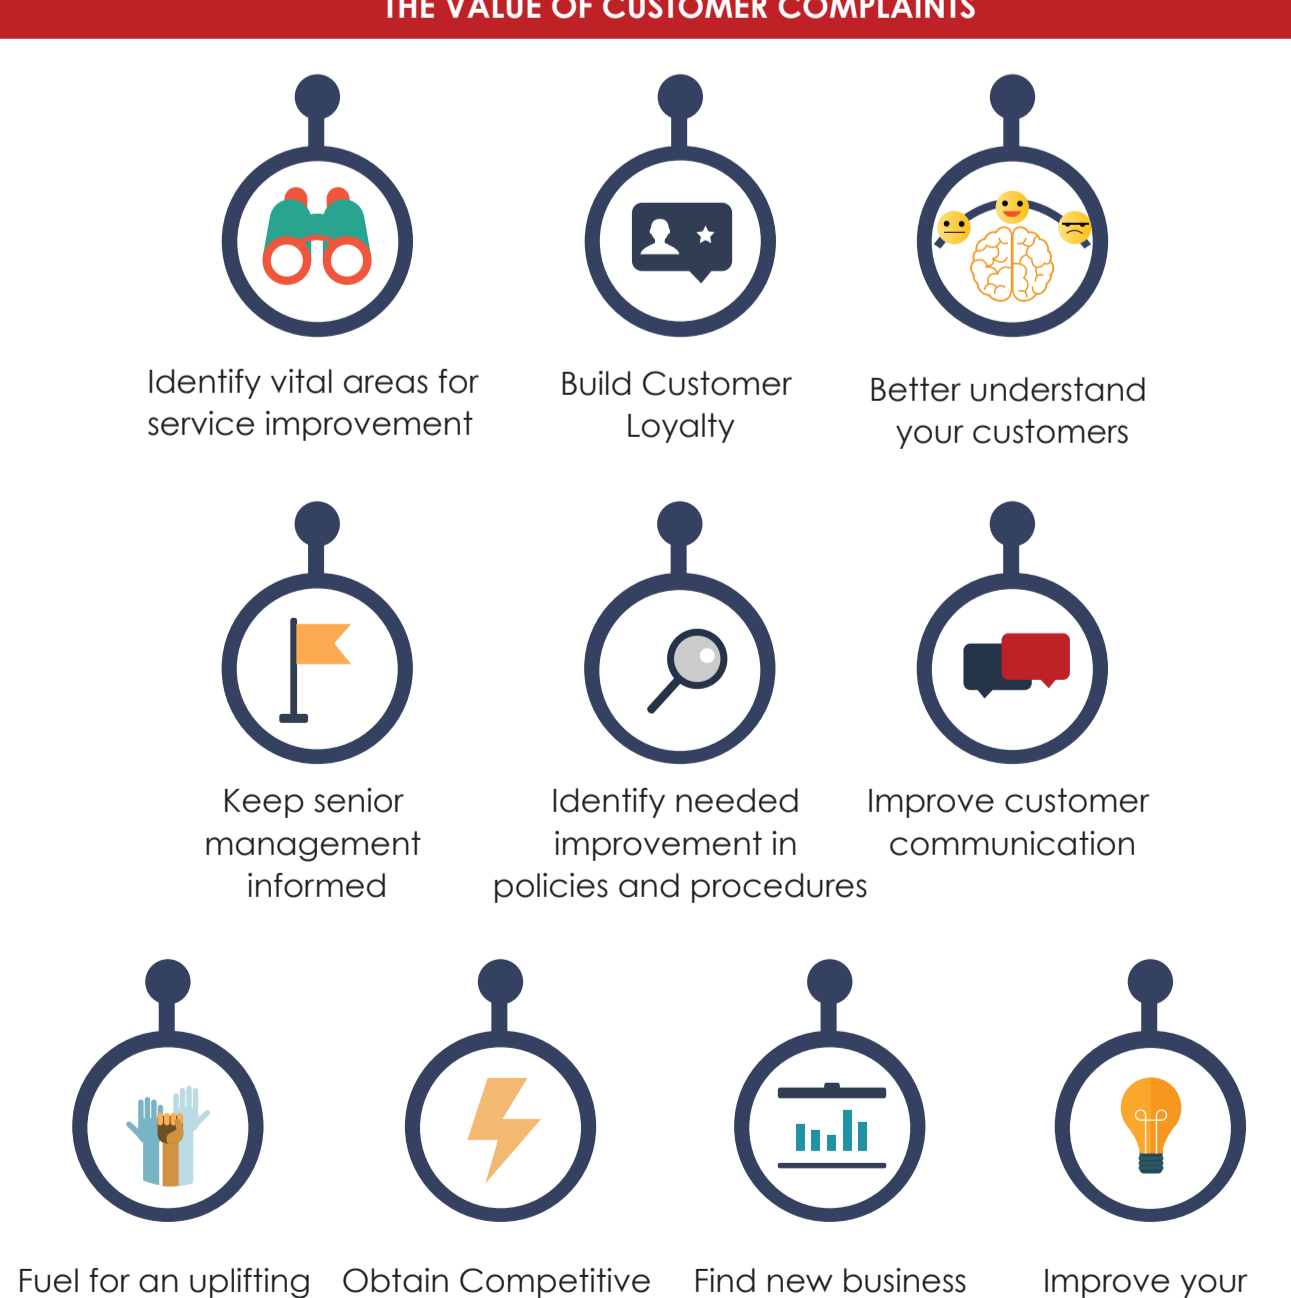 THE VALUE OF CUSTOMER COMPLAINTS
Identify vital areas for
service improvement
Build Customer
Loyalty
Better understand
your customers
Keep senior
management
informed
Identify needed
improvement in
policies and procedures
Improve customer
communication
Fuel for an uplifting
Obtain Competitive
Find new business
Improve your